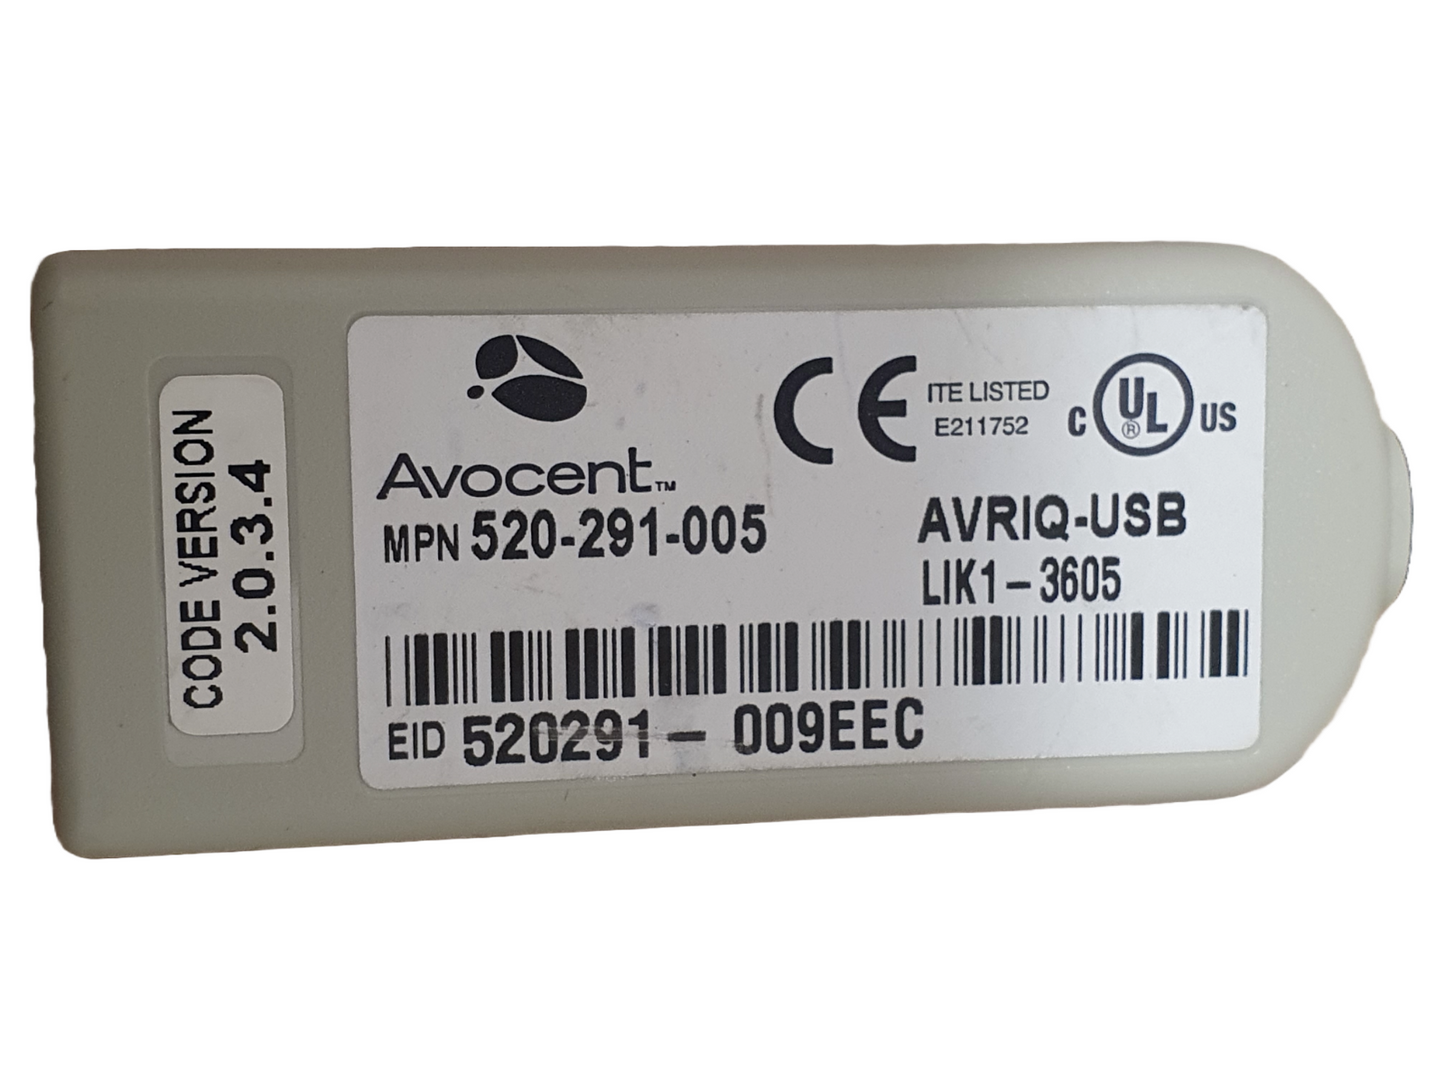 CODE VERSION
2.0.3.4
Avocent™
MPN 520-291-005
CE
ITE LISTED
E211752
C UL® US
AVRIQ-USB
LIK1-3605
EID 520291- 009EEC